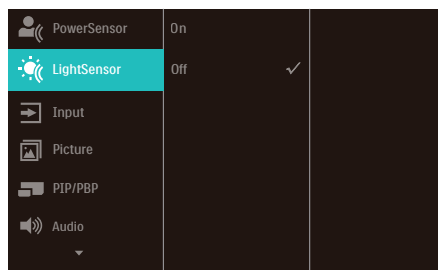 PowerSensor
On
LightSensor
Off
Input
Picture
PIP/PBP
Audio